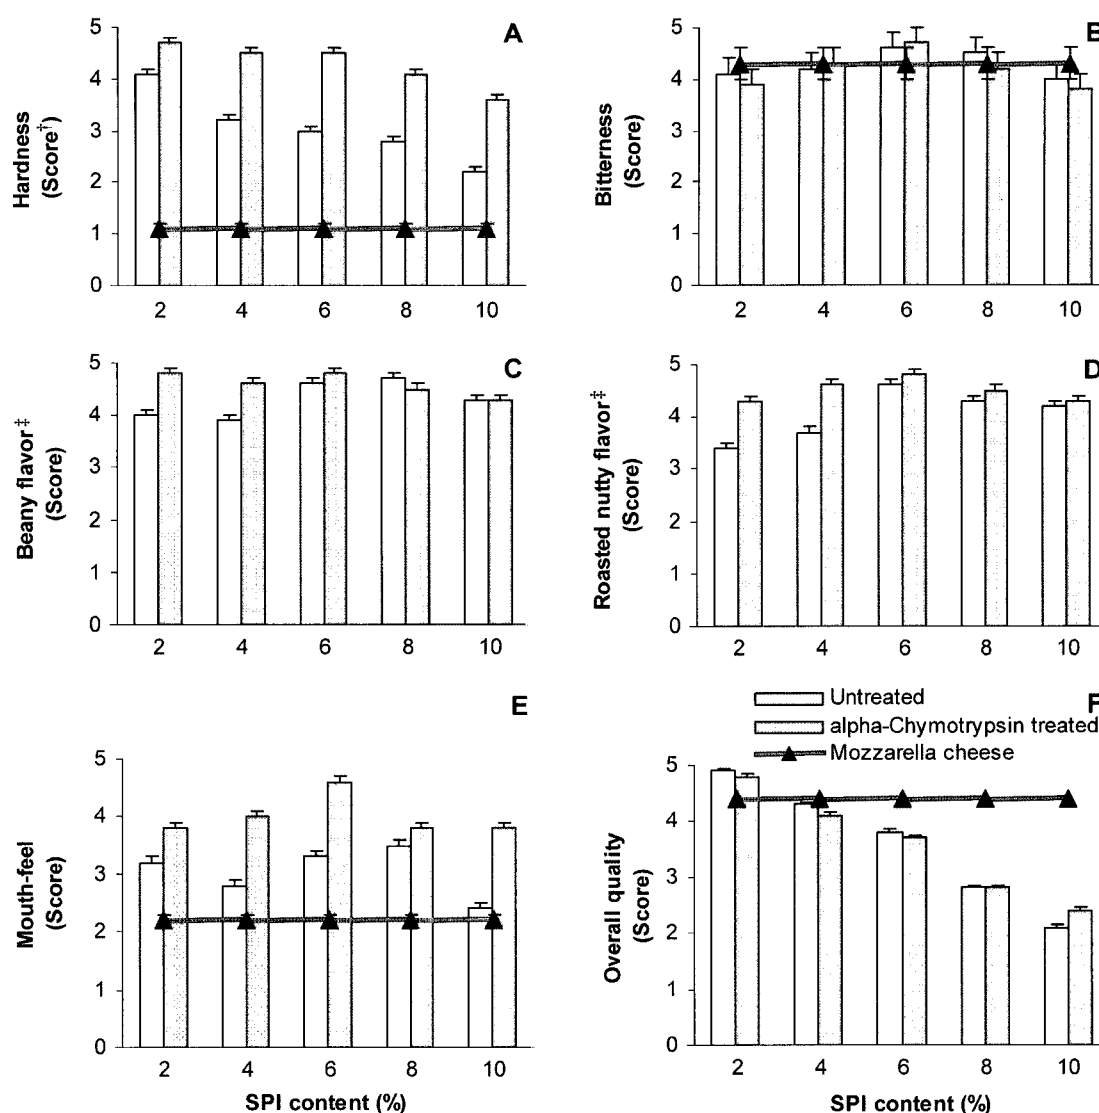 A
Hardness
(Score†)
5
4
3
2
1
0
2 4 6 8 10
B
Bitterness
(Score)
5
4
3
2
1
0
2 4 6 8 10
C
Beany flavor‡
(Score)
5
4
3
2
1
0
2 4 6 8 10
D
Roasted nutty flavor‡
(Score)
5
4
3
2
1
0
2 4 6 8 10
E
Mouth-feel
(Score)
5
4
3
2
1
0
2 4 6 8 10
SPI content (%)
F
Untreated
alpha-Chymotrypsin treated
Mozzarella cheese
Overall quality
(Score)
5
4
3
2
1
0
2 4 6 8 10
SPI content (%)